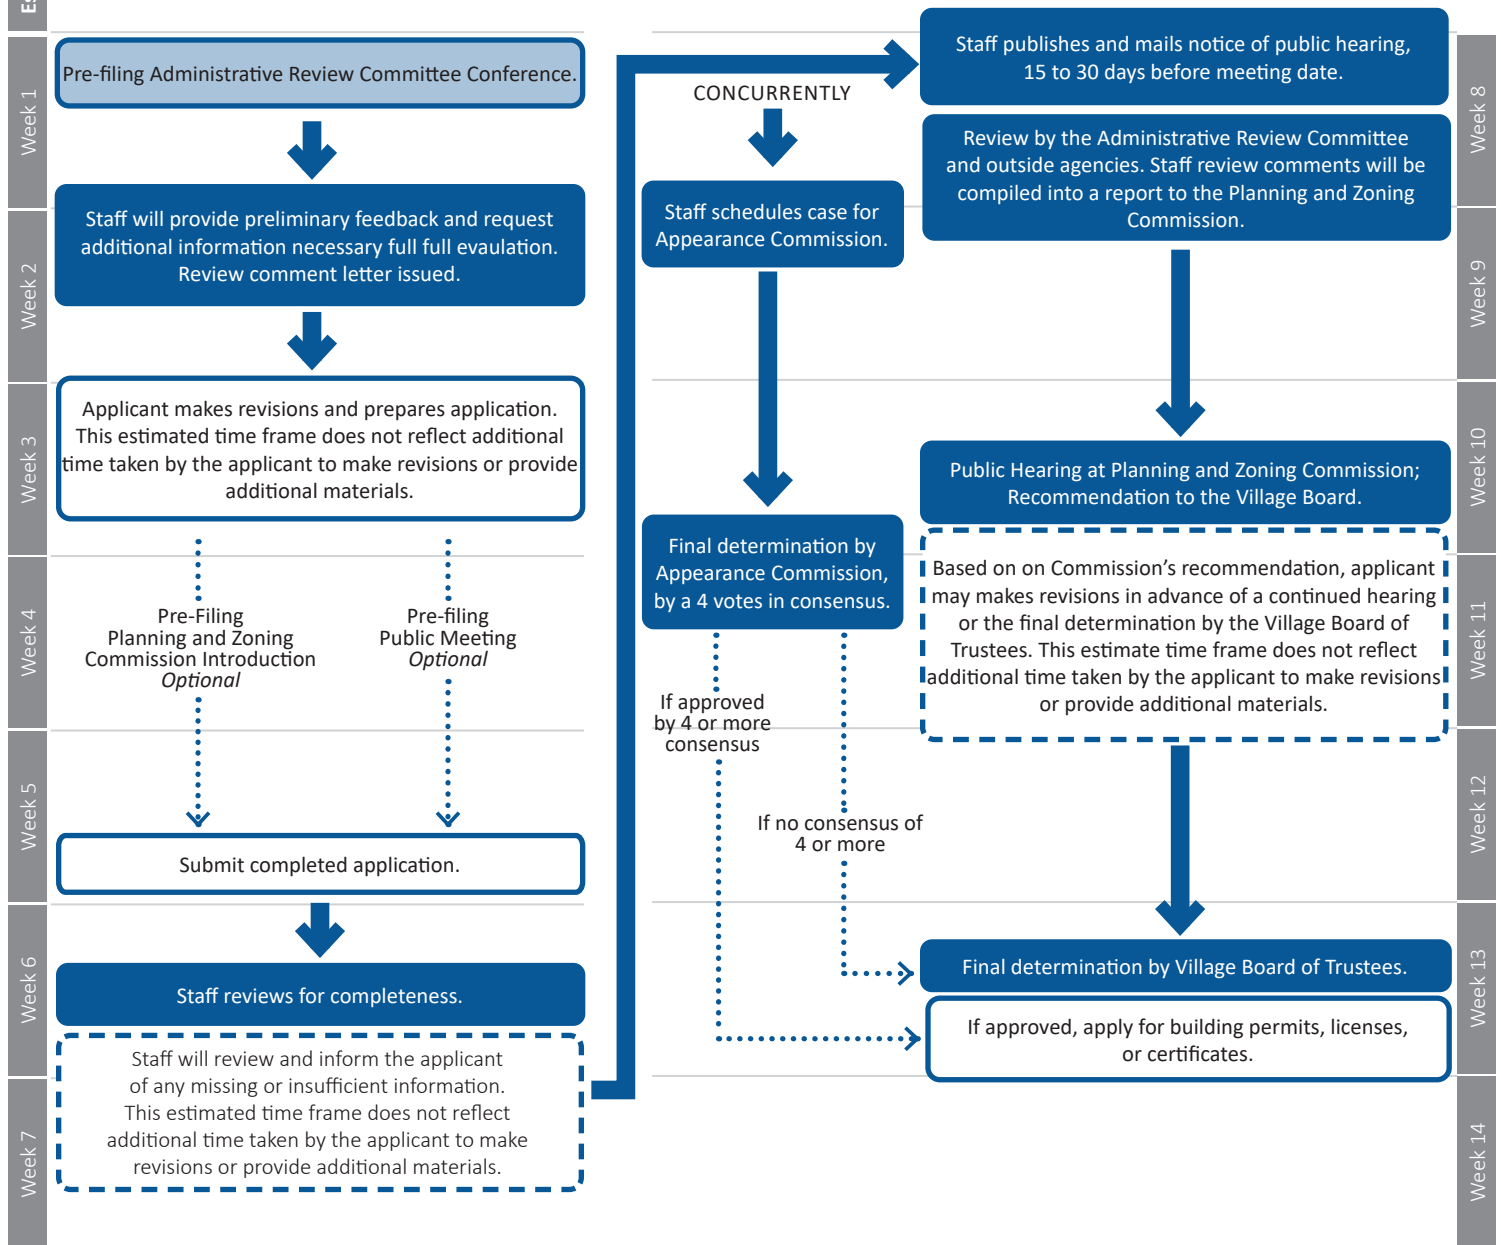 Es
Week 1
Week 2
Week 3
Week 4
Week 5
Week 6
Week 7
Pre-filing Administrative Review Committee Conference.
Staff will provide preliminary feedback and request
additional information necessary full full evaulation.
Review comment letter issued.
Applicant makes revisions and prepares application.
This estimated time frame does not reflect additional
time taken by the applicant to make revisions or provide
additional materials.
Pre-Filing
Planning and Zoning
Commission Introduction
Optional
Pre-filing
Public Meeting
Optional
Submit completed application.
Staff reviews for completeness.
Staff will review and inform the applicant
of any missing or insufficient information.
This estimated time frame does not reflect
additional time taken by the applicant to make
revisions or provide additional materials.
CONCURRENTLY
Staff schedules case for
Appearance Commission.
Final determination by
Appearance Commission,
by a 4 votes in consensus.
If approved
by 4 or more
consensus
If no consensus of
4 or more
Staff publishes and mails notice of public hearing,
15 to 30 days before meeting date.
Review by the Administrative Review Committee
and outside agencies. Staff review comments will be
compiled into a report to the Planning and Zoning
Commission.
Public Hearing at Planning and Zoning Commission;
Recommendation to the Village Board.
Based on on Commission’s recommendation, applicant
may makes revisions in advance of a continued hearing
or the final determination by the Village Board of
Trustees. This estimate time frame does not reflect
additional time taken by the applicant to make revisions
or provide additional materials.
Final determination by Village Board of Trustees.
If approved, apply for building permits, licenses,
or certificates.
Week 8
Week 9
Week 10
Week 11
Week 12
Week 13
Week 14